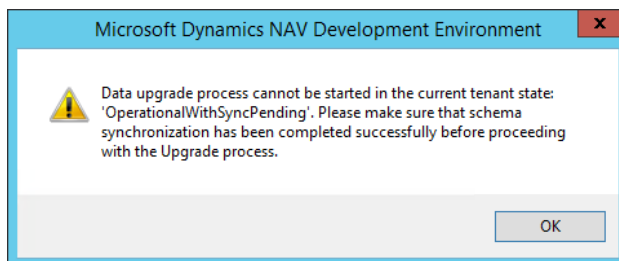 Microsoft Dynamics NAV Development Environment
x
Data upgrade process cannot be started in the current tenant state:
'OperationalWithSyncPending'. Please make sure that schema
synchronization has been completed successfully before proceeding
with the Upgrade process.
OK